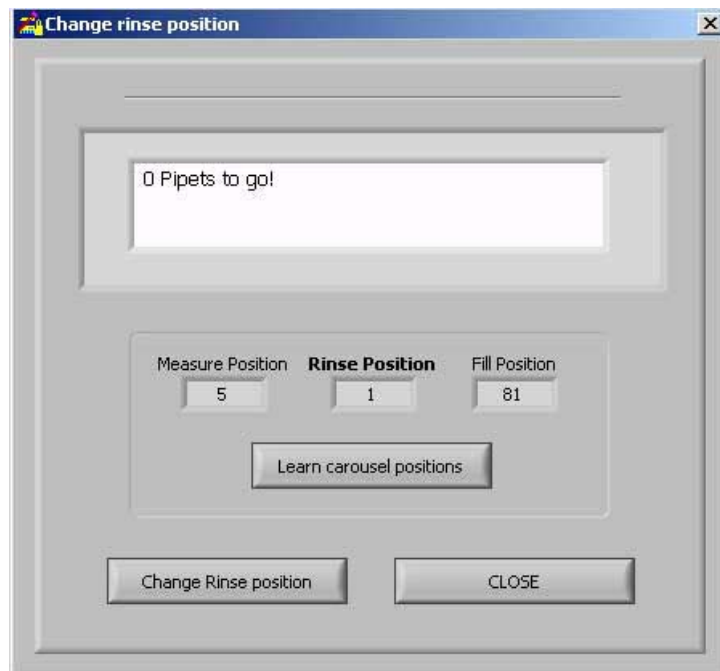 Change rinse position
0 Pipets to go!
Measure Position Rinse Position Fill Position
5 1 81
Learn carousel positions
Change Rinse position CLOSE